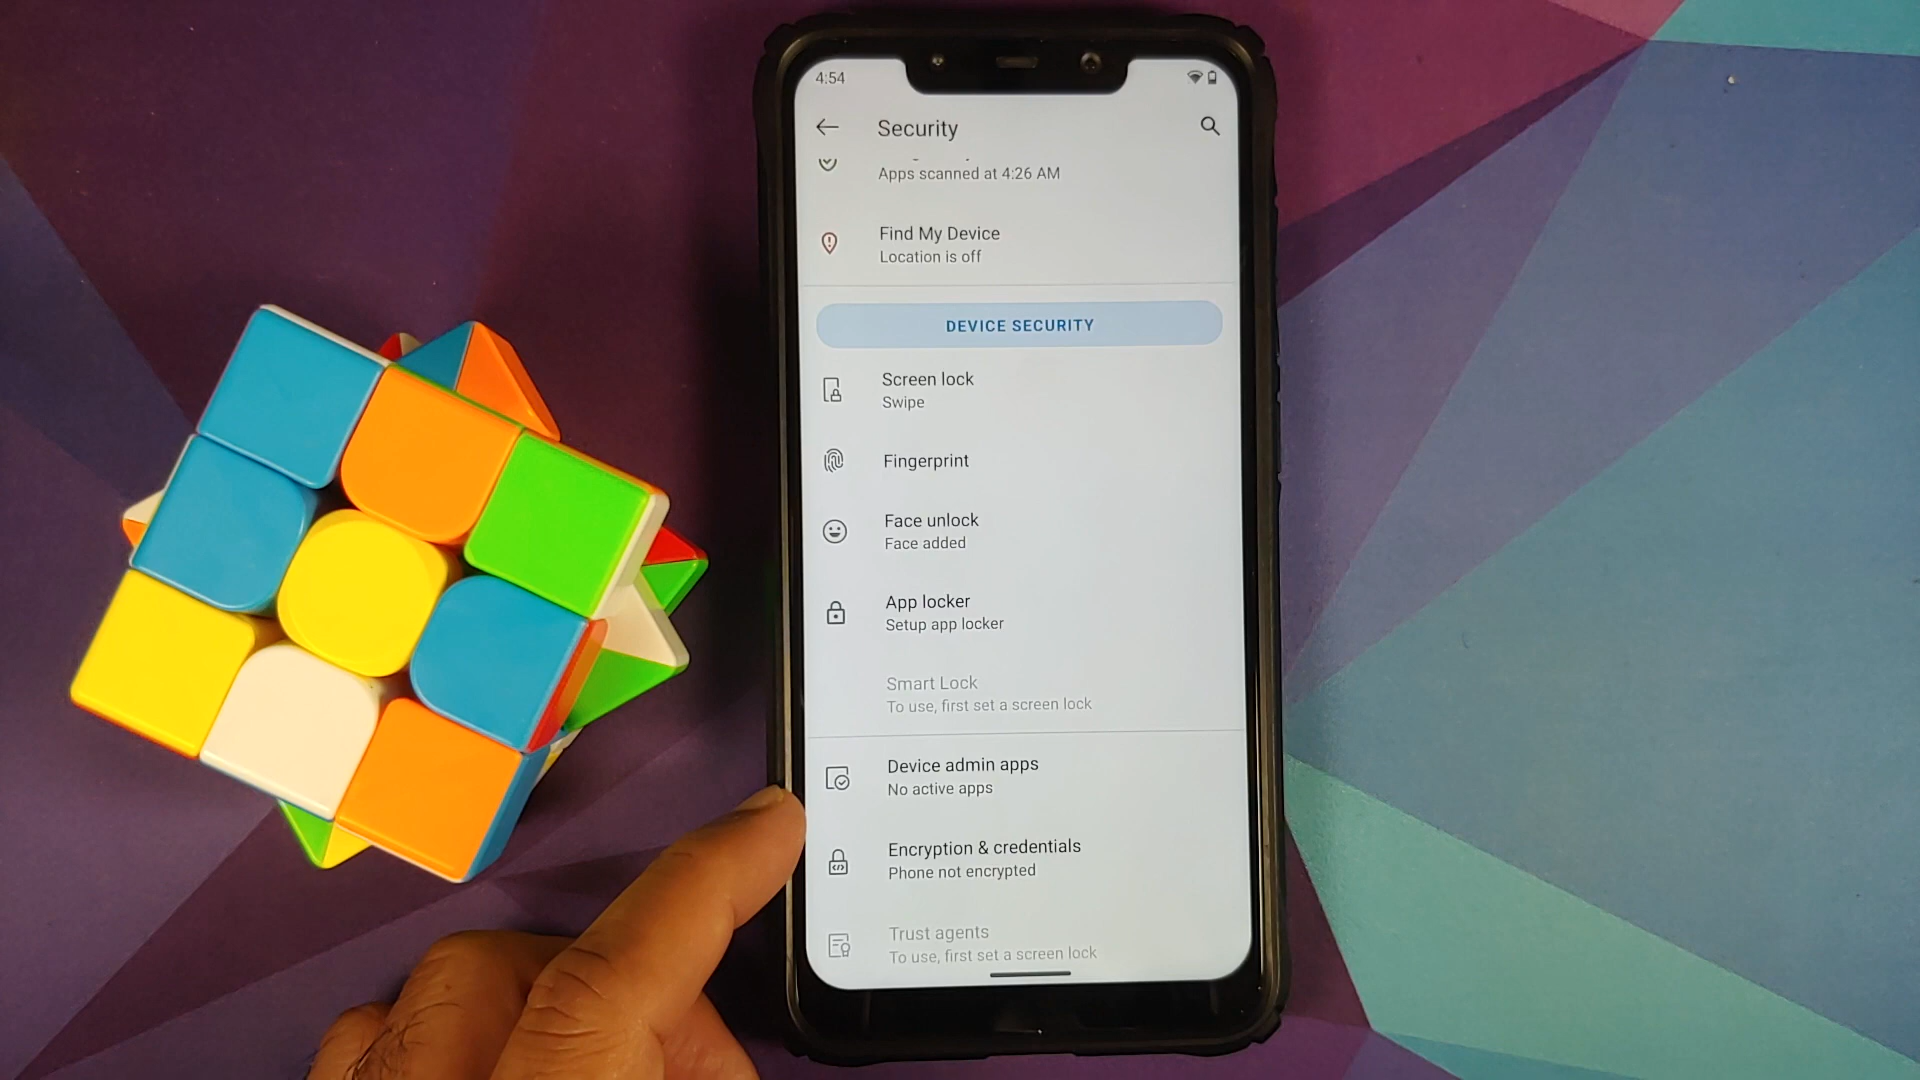 4:54
Security
Apps scanned at 4:26 AM
Find My Device
Location is off
DEVICE SECURITY
Screen lock
Swipe
Fingerprint
Face unlock
Face added
App locker
Setup app locker
Smart Lock
To use, first set a screen lock
Device admin apps
No active apps
Encryption & credentials
Phone not encrypted
Trust agents
To use, first set a screen lock